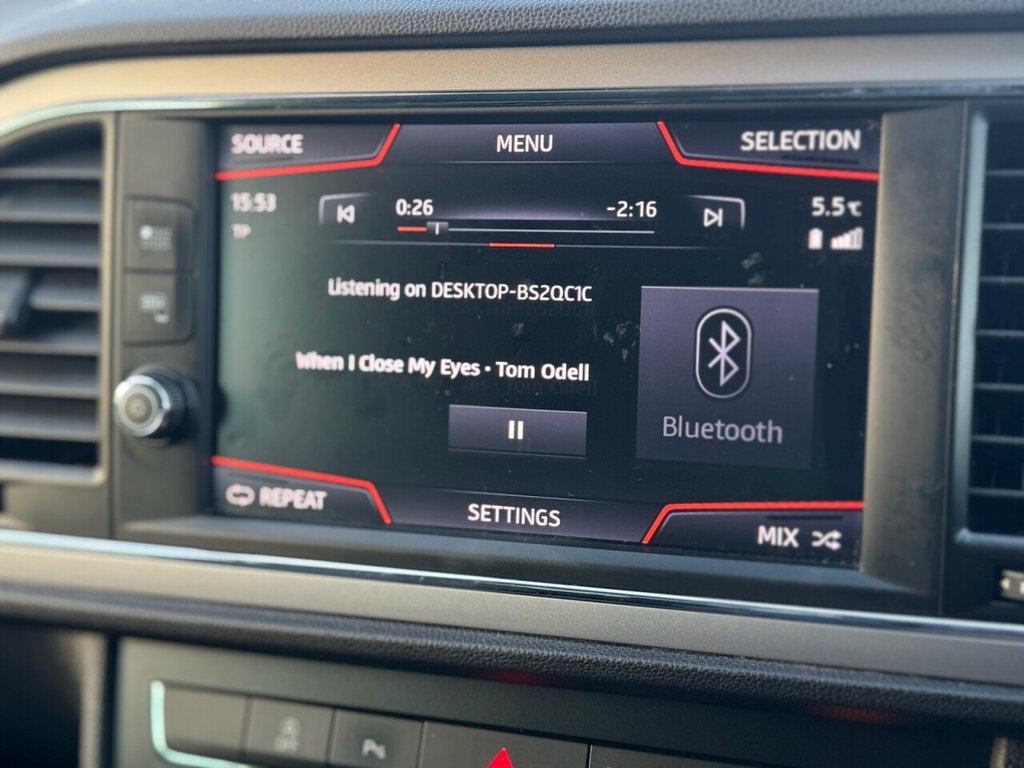 SOURCE
MENU
SELECTION
15:53
0:26
-2:16
5.5°C
TP
Listening on DESKTOP-BS2QC1C
When I Close My Eyes • Tom Odell
Bluetooth
REPEAT
SETTINGS
MIX
OFF
P